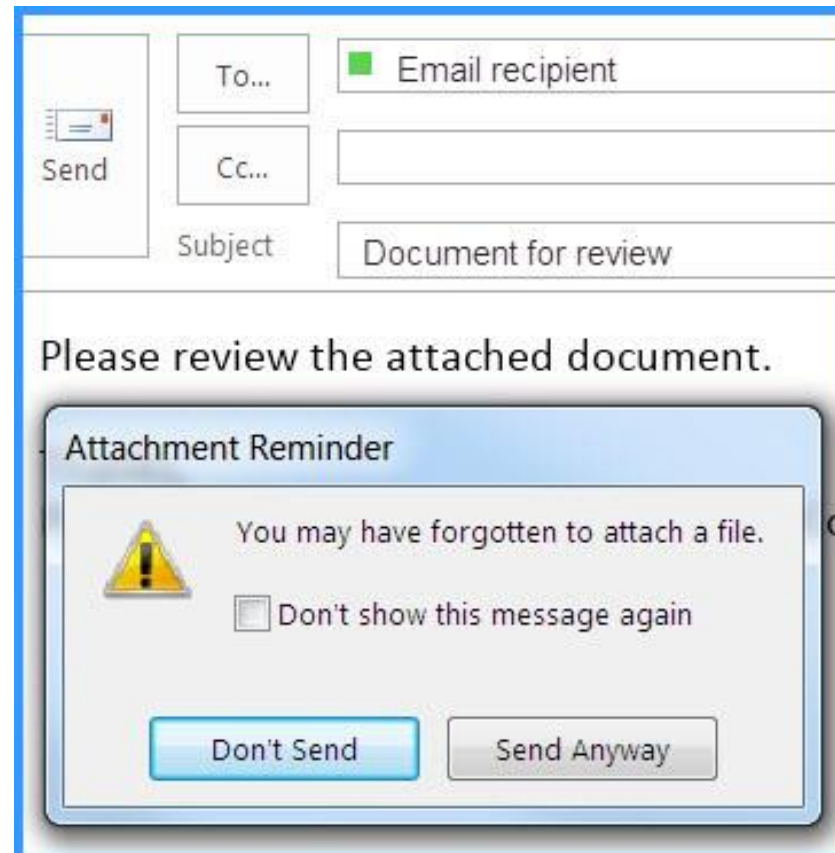 To...
Email recipient
Send
Cc...
Subject
Document for review
Please review the attached document.
Attachment Reminder
You may have forgotten to attach a file.
Don't show this message again
Don't Send
Send Anyway